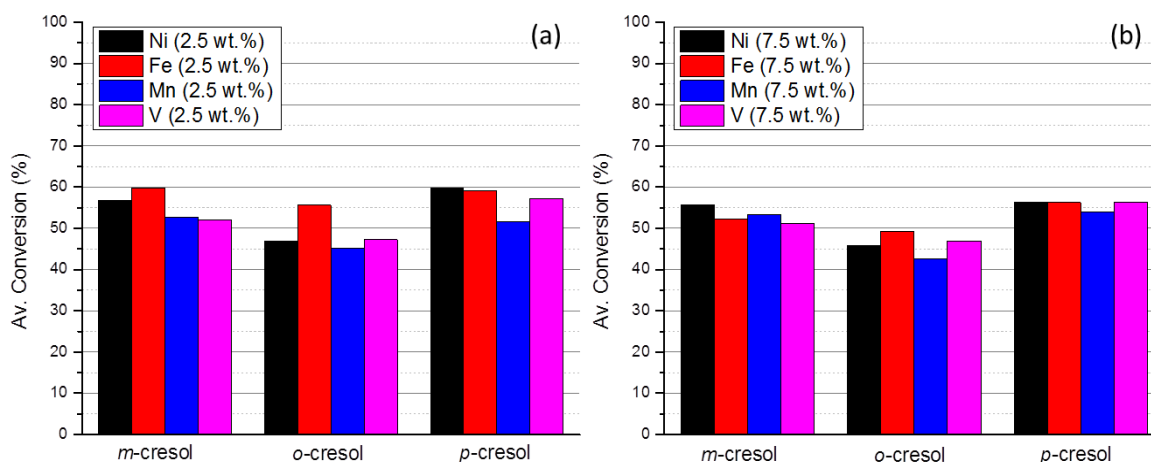 (a)
Ni (2.5 wt.%)
Fe (2.5 wt.%)
Mn (2.5 wt.%)
V (2.5 wt.%)
Av. Conversion (%)
100
90
80
70
60
50
40
30
20
10
0
m-cresol
o-cresol
p-cresol
(b)
Ni (7.5 wt.%)
Fe (7.5 wt.%)
Mn (7.5 wt.%)
V (7.5 wt.%)
Av. Conversion (%)
100
90
80
70
60
50
40
30
20
10
0
m-cresol
o-cresol
p-cresol